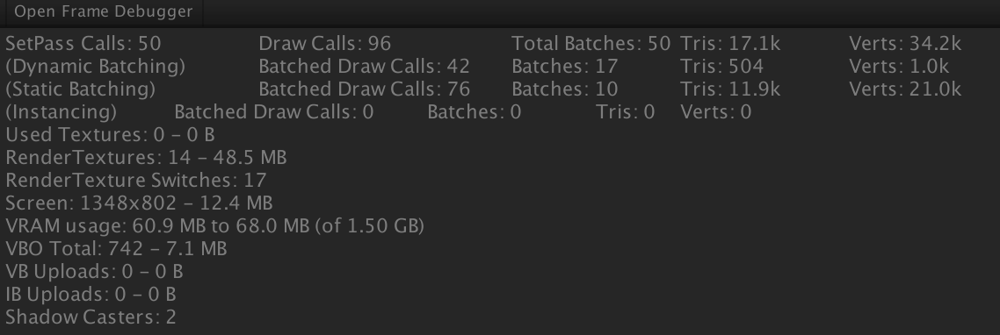 Open Frame Debugger
SetPass Calls: 50 Draw Calls: 96 Total Batches: 50 Tris: 17.1k Verts: 34.2k
(Dynamic Batching) Batched Draw Calls: 42 Batches: 17 Tris: 504 Verts: 1.0k
(Static Batching) Batched Draw Calls: 76 Batches: 10 Tris: 11.9k Verts: 21.0k
(Instancing) Batched Draw Calls: 0 Batches: 0 Tris: 0 Verts: 0
Used Textures: 0 – 0 B
RenderTextures: 14 – 48.5 MB
RenderTexture Switches: 17
Screen: 1348x802 – 12.4 MB
VRAM usage: 60.9 MB to 68.0 MB (of 1.50 GB)
VBO Total: 742 – 7.1 MB
VB Uploads: 0 – 0 B
IB Uploads: 0 – 0 B
Shadow Casters: 2